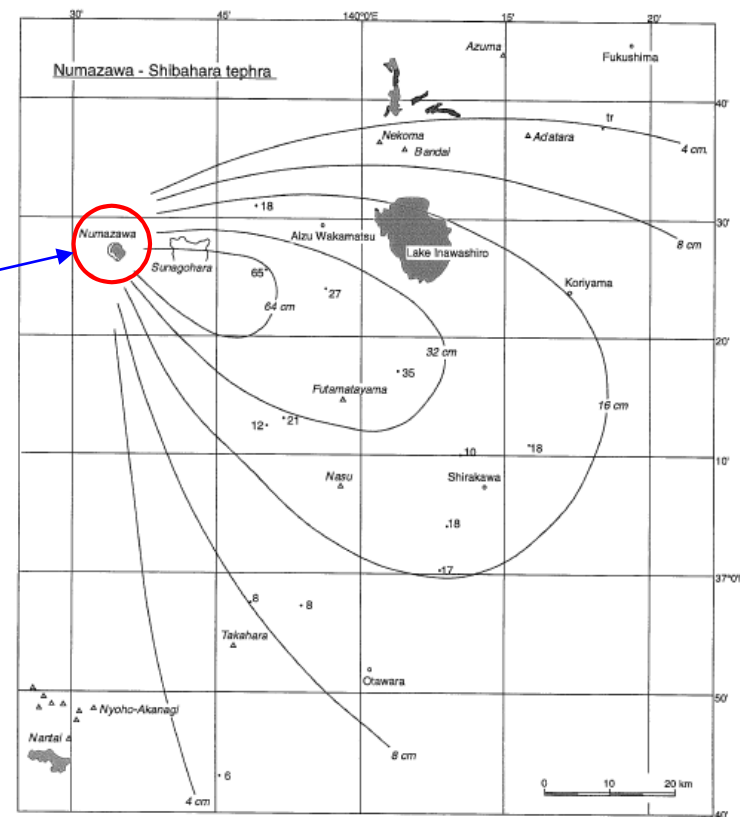 30' 45' 140°0'E 15' 20'
Azuma
Fukushima
Numazawa - Shibahara tephra
40'
tr
Nekoma
Adatara
Bandai
4 cm.
18
30'
Numazawa
Aizu Wakamatsu
8 cm
Lake Inawashiro
Sunagohara
65
Koriyama
27
64 cm
20'
32 cm
35
Futamatayama
16 cm
12 21
10 18
10'
Nasu
Shirakawa
18
17
37°0'
8 8
Takahara
Otawara
50'
Nyoho-Akanagi
Nantai
8 cm
6
4 cm
0 10 20 km
40'